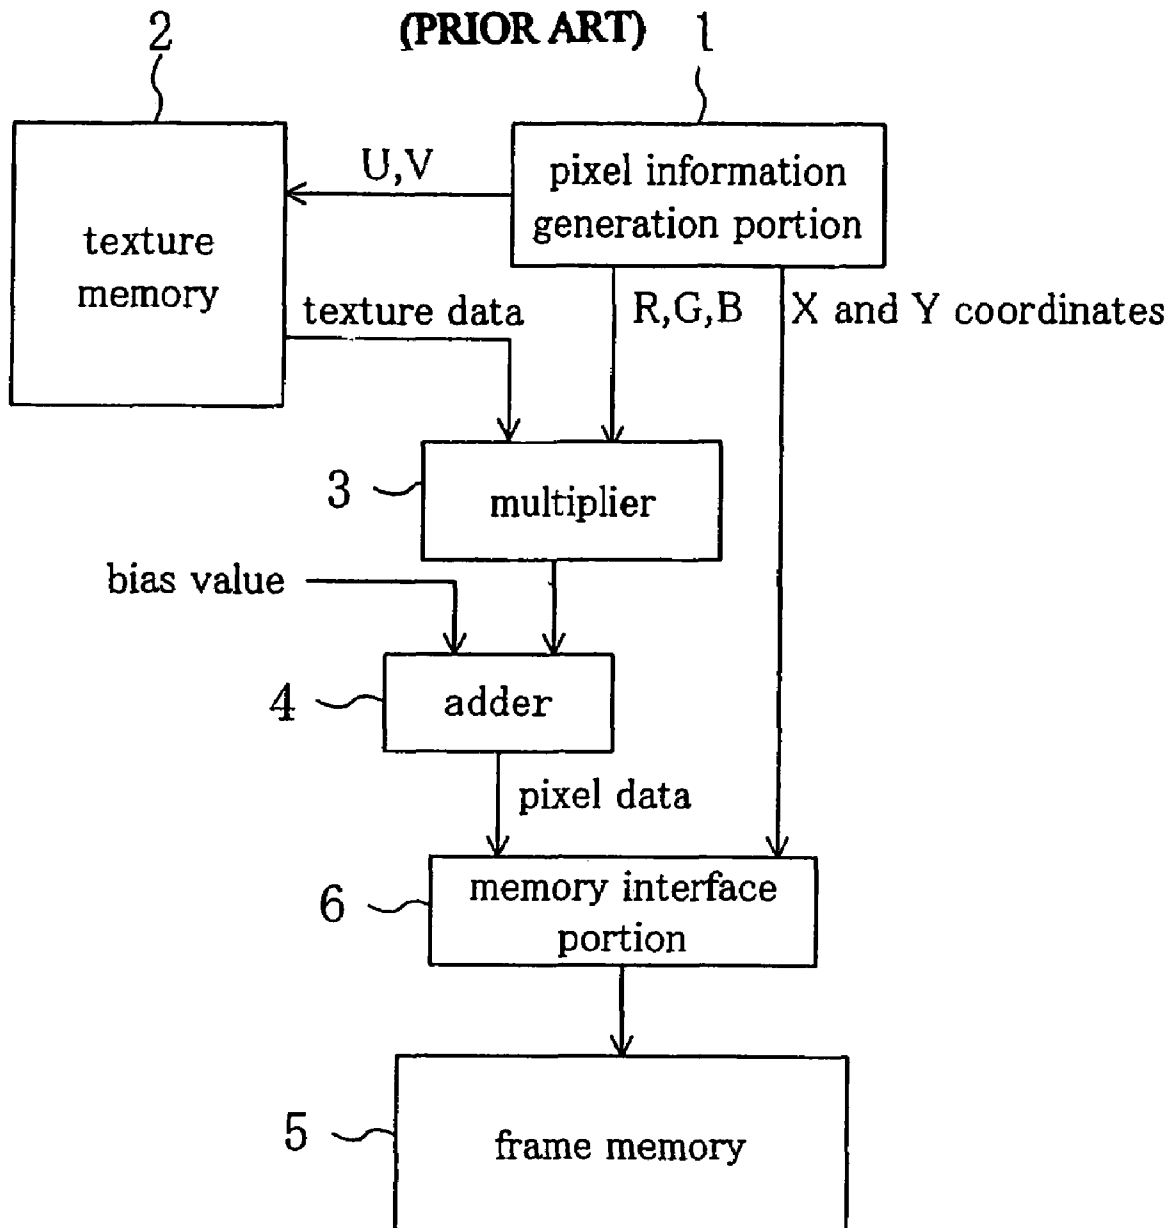 (PRIOR ART)
2
1
texture
memory
U,V
pixel information
generation portion
texture data
R,G,B
X and Y coordinates
3
multiplier
bias value
4
adder
pixel data
6
memory interface
portion
5
frame memory